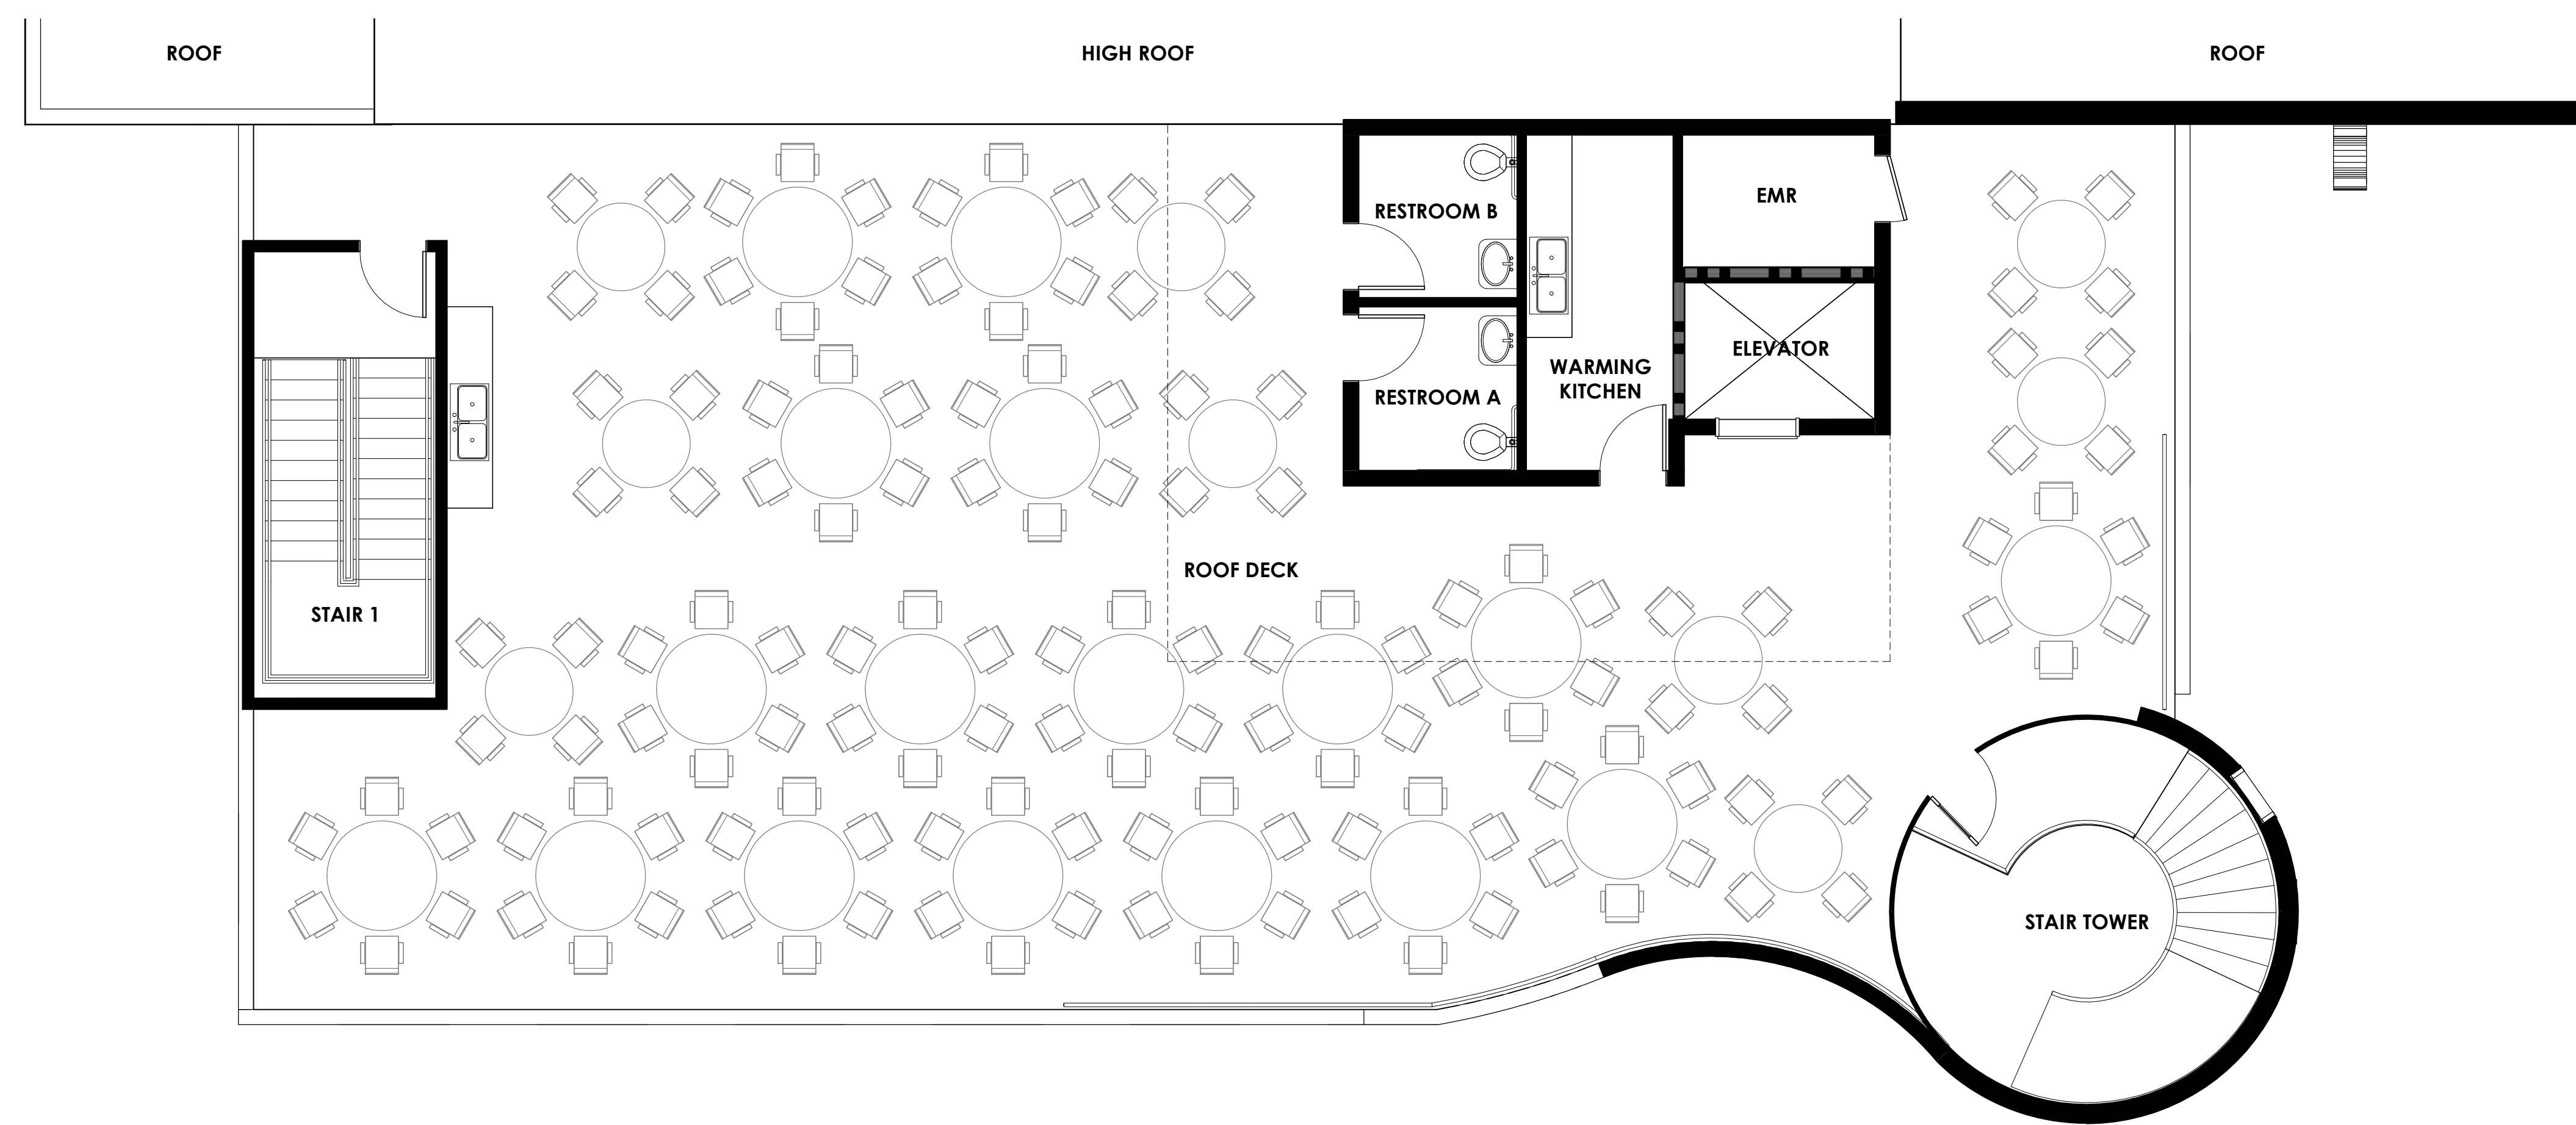 ROOF
HIGH ROOF
ROOF
RESTROOM B
EMR
ELEVATOR
WARMING
KITCHEN
RESTROOM A
ROOF DECK
STAIR 1
STAIR TOWER